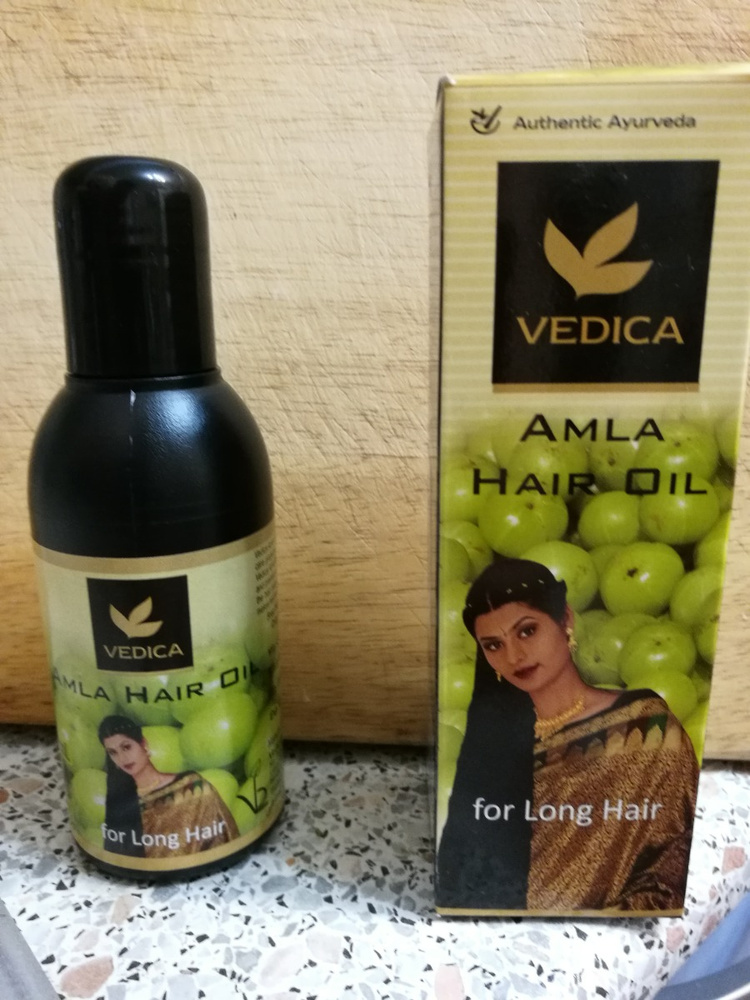 VEDICA
AMLA HAIR OIL
for Long Hair
Authentic Ayurveda
VEDICA
AMLA
HAIR OIL
for Long Hair